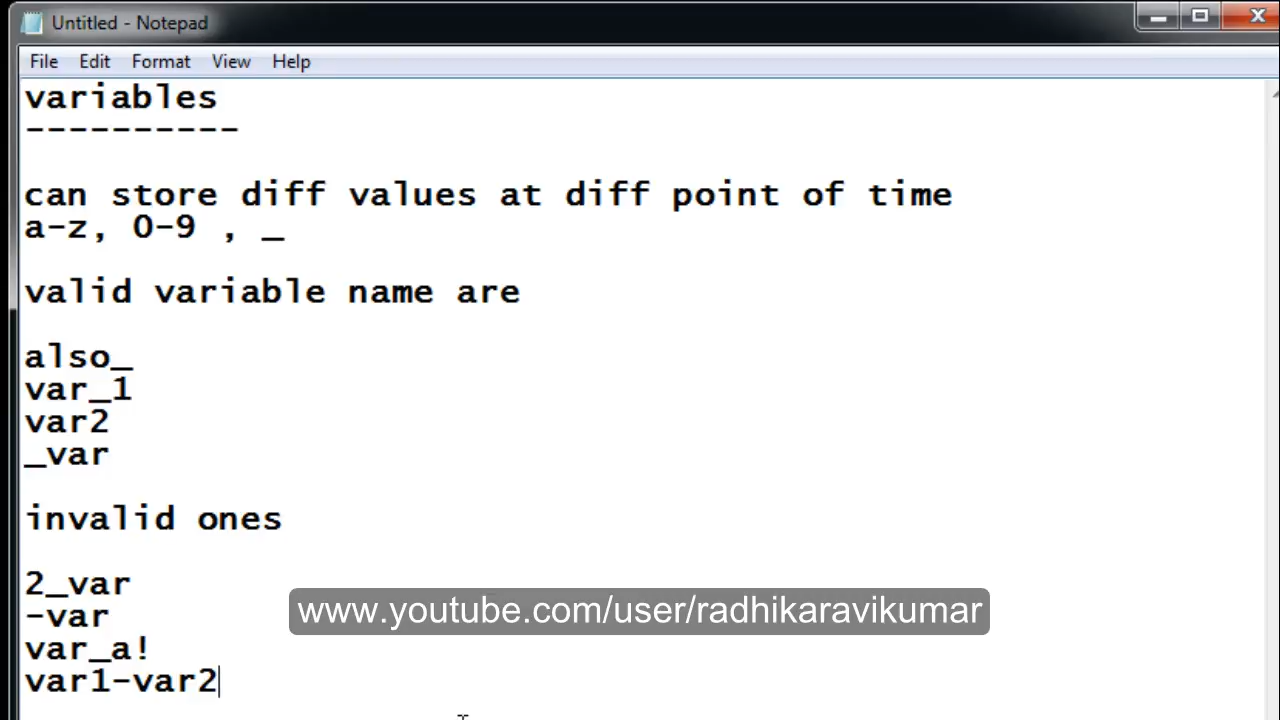 Untitled - Notepad
File Edit Format View Help
variables
----------
can store diff values at diff point of time
a-z, 0-9 , _
valid variable name are
also_
var_1
var2
_var
invalid ones
2_var
-var
var_a!
var1-var2
www.youtube.com/user/radhikaravikumar